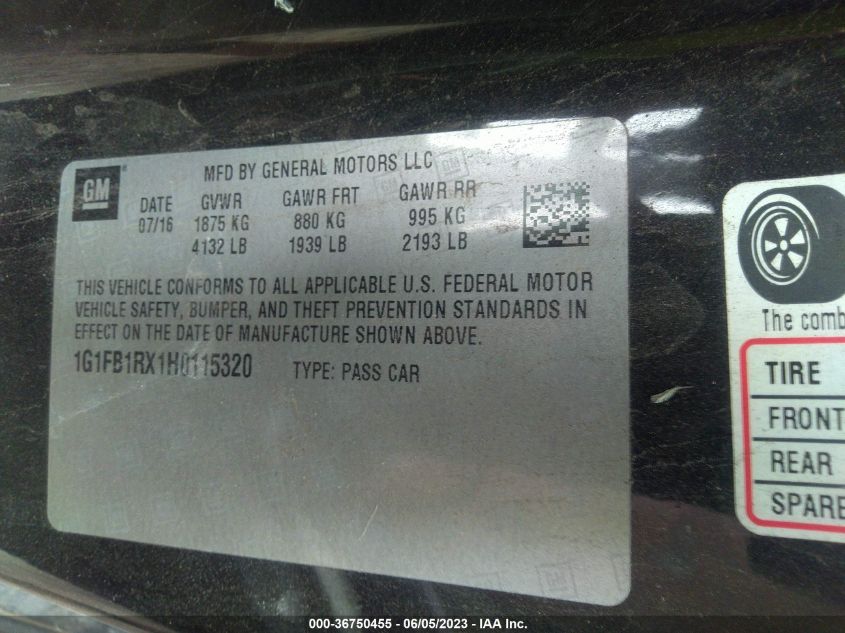 GM
MFD BY GENERAL MOTORS LLC
DATE GVWR GAWR FRT GAWR RR
07/16 1875 KG 880 KG 995 KG
4132 LB 1939 LB 2193 LB
THIS VEHICLE CONFORMS TO ALL APPLICABLE U.S. FEDERAL MOTOR
VEHICLE SAFETY, BUMPER, AND THEFT PREVENTION STANDARDS IN
EFFECT ON THE DATE OF MANUFACTURE SHOWN ABOVE.
1G1FB1RX1H0115320 TYPE: PASS CAR
The comb
TIRE
FRONT
REAR
SPARE
000-36750455 - 06/05/2023 - IAA Inc.